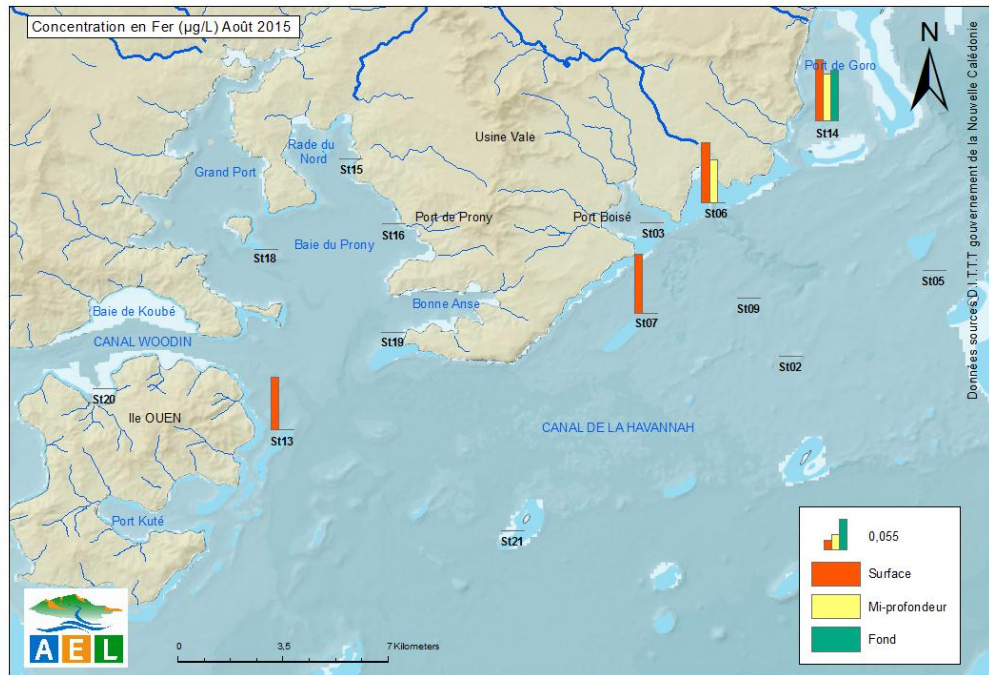 Concentration en Fer (µg/L) Août 2015
N
Port de Goro
St14
Usine Vale
Rade du
Nord
St15
Grand Port
St06
Port de Prony
Port Boisé
St16
St03
Baie du Prony
St18
St05
Baie de Koubé
Bonne Anse
St09
St07
CANAL WOODIN
St19
St02
St20
Ile OUEN
CANAL DE LA HAVANNAH
St13
Port Kuté
St21
0,055
Surface
Mi-profondeur
Fond
AEL
0 3,5 7 Kilometers
Données sources D.I.T.T.T gouvernement de la Nouvelle Calédonie